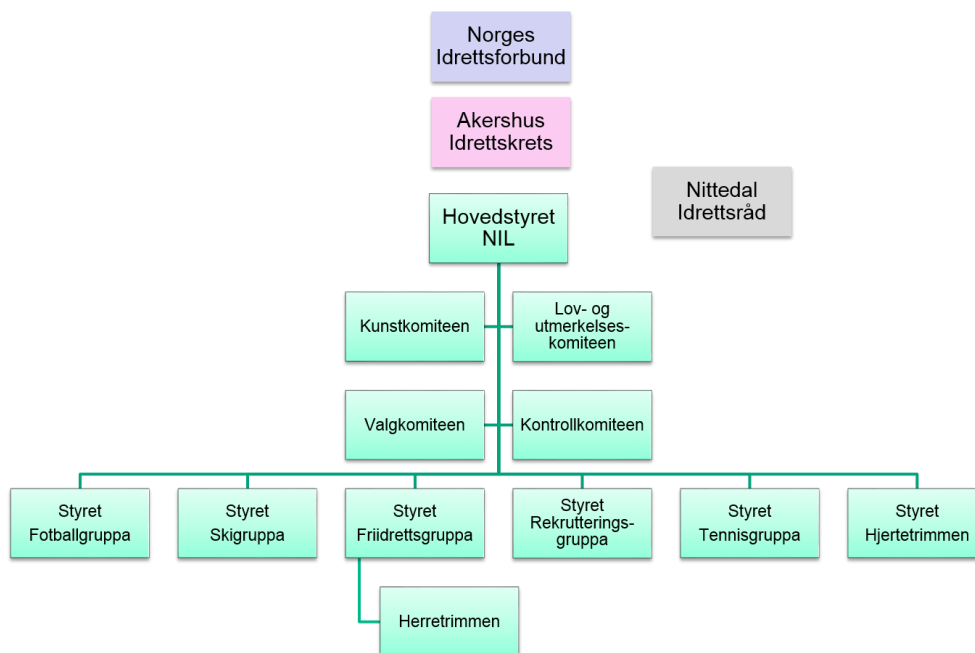 Norges
Idrettsforbund
Akershus
Idrettskrets
Nittedal
Idrettsråd
Hovedstyret
NIL
Kunstkomiteen
Lov- og
utmerkelses-
komiteen
Valgkomiteen
Kontrollkomiteen
Styret
Fotballgruppa
Styret
Skigruppa
Styret
Friidrettsgruppa
Styret
Rekrutterings-
gruppa
Styret
Tennisgruppa
Styret
Hjertetrimmen
Herretrimmen